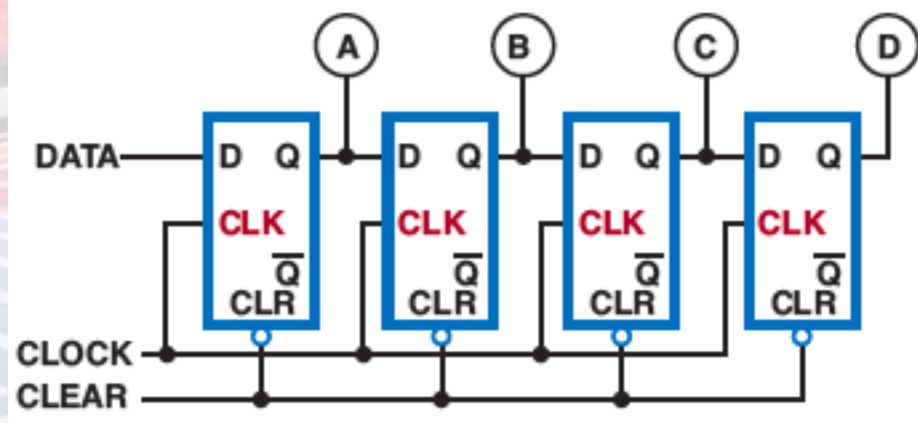 A B C D
DATA D Q D Q D Q D Q
CLK CLK CLK CLK
Q̅ Q̅ Q̅ Q̅
CLR CLR CLR CLR
CLOCK
CLEAR